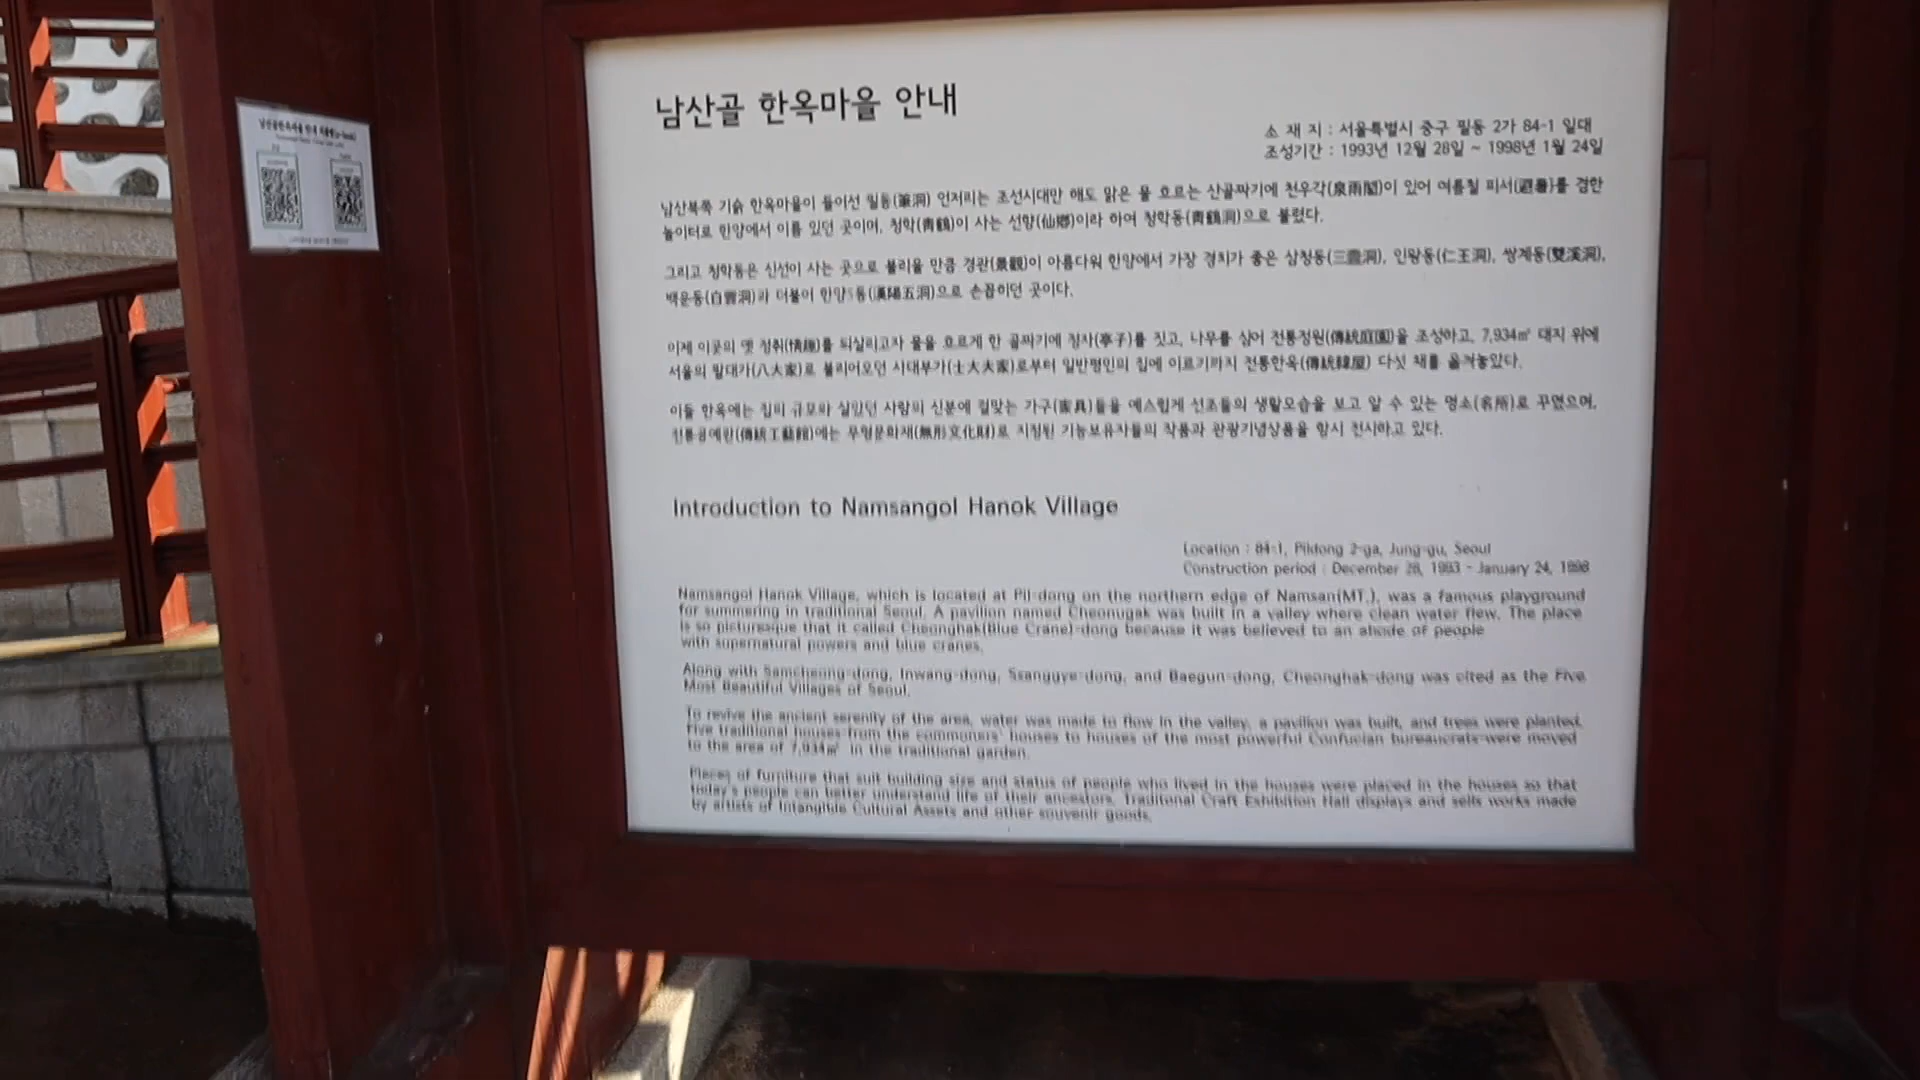 남산골 한옥마을 안내
소 재 지 : 서울특별시 중구 필동 2가 84-1 일대
조성기간 : 1993년 12월 28일 ~ 1998년 1월 24일
남산북쪽 기슭 한옥마을이 들어선 필동(筆洞) 언저리는 조선시대만 해도 맑은 물 흐르는 산골짜기에 천우각(泉雨閣)이 있어 여름철 피서(避暑)를 겸한
놀이터로 한양에서 이름 있던 곳이며, 청학(靑鶴)이 사는 선향(仙鄕)이라 하여 청학동(靑鶴洞)으로 불렸다.
그리고 청학동은 신선이 사는 곳으로 불리울 만큼 경관(景觀)이 아름다워 한양에서 가장 경치가 좋은 삼청동(三淸洞), 인왕동(仁王洞), 쌍계동(雙溪洞),
백운동(白雲洞)과 더불어 한양5동(漢陽五洞)으로 손꼽히던 곳이다.
이제 이곳의 옛 정취(情趣)를 되살리고자 물을 흐르게 한 골짜기에 정자(亭子)를 짓고, 나무를 심어 전통정원(傳統庭園)을 조성하고, 7,934㎡ 대지 위에
서울의 팔대가(八大家)로 불리어오던 사대부가(士大夫家)로부터 일반평민의 집에 이르기까지 전통한옥(傳統韓屋) 다섯 채를 옮겨놓았다.
이들 한옥에는 집의 규모와 살았던 사람의 신분에 걸맞는 가구(家具)들을 예스럽게 선조들의 생활모습을 보고 알 수 있는 명소(名所)로 꾸몄으며,
전통공예관(傳統工藝館)에는 무형문화재(無形文化財)로 지정된 기능보유자들의 작품과 관광기념상품을 항시 전시하고 있다.
Introduction to Namsangol Hanok Village
Location : 84-1, Pildong 2-ga, Jung-gu, Seoul
Construction period : December 28, 1993 - January 24, 1998
Namsangol Hanok Village, which is located at Pil-dong on the northern edge of Namsan(MT.), was a famous playground
for summering in traditional Seoul. A pavilion named Cheonugak was built in a valley where clean water flew. The place
is so picturesque that it called Cheonghak(Blue Crane)-dong because it was believed to an abode of people
with supernatural powers and blue cranes.
Along with Samcheong-dong, Inwang-dong, Ssanggye-dong, and Baegun-dong, Cheonghak-dong was cited as the Five
Most Beautiful Villages of Seoul.
To revive the ancient serenity of the area, water was made to flow in the valley, a pavilion was built, and trees were planted.
Five traditional houses-from the commoners' houses to houses of the most powerful Confucian bureaucrats-were moved
to the area of 7,934㎡ in the traditional garden.
Pieces of furniture that suit building size and status of people who lived in the houses were placed in the houses so that
today's people can better understand life of their ancestors. Traditional Craft Exhibition Hall displays and sells works made
by artists of Intangible Cultural Assets and other souvenir goods.